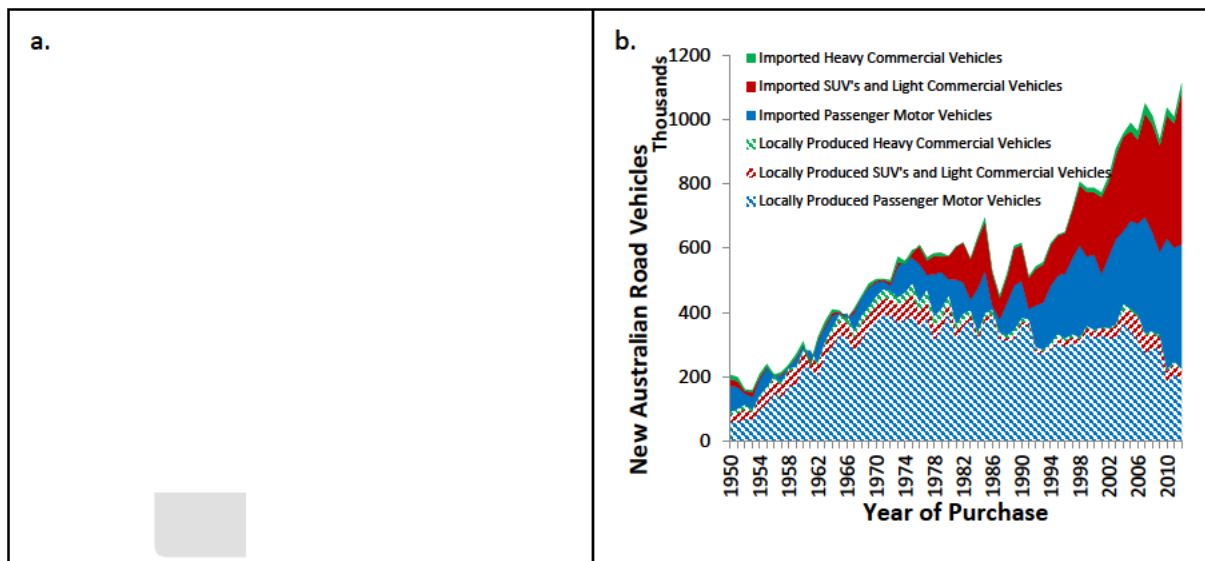 a.
b.
1200
1000
800
600
400
200
0
Thousands
New Australian Road Vehicles
Imported Heavy Commercial Vehicles
Imported SUV's and Light Commercial Vehicles
Imported Passenger Motor Vehicles
Locally Produced Heavy Commercial Vehicles
Locally Produced SUV's and Light Commercial Vehicles
Locally Produced Passenger Motor Vehicles
1950
1954
1958
1962
1966
1970
1974
1978
1982
1986
1990
1994
1998
2002
2006
2010
Year of Purchase